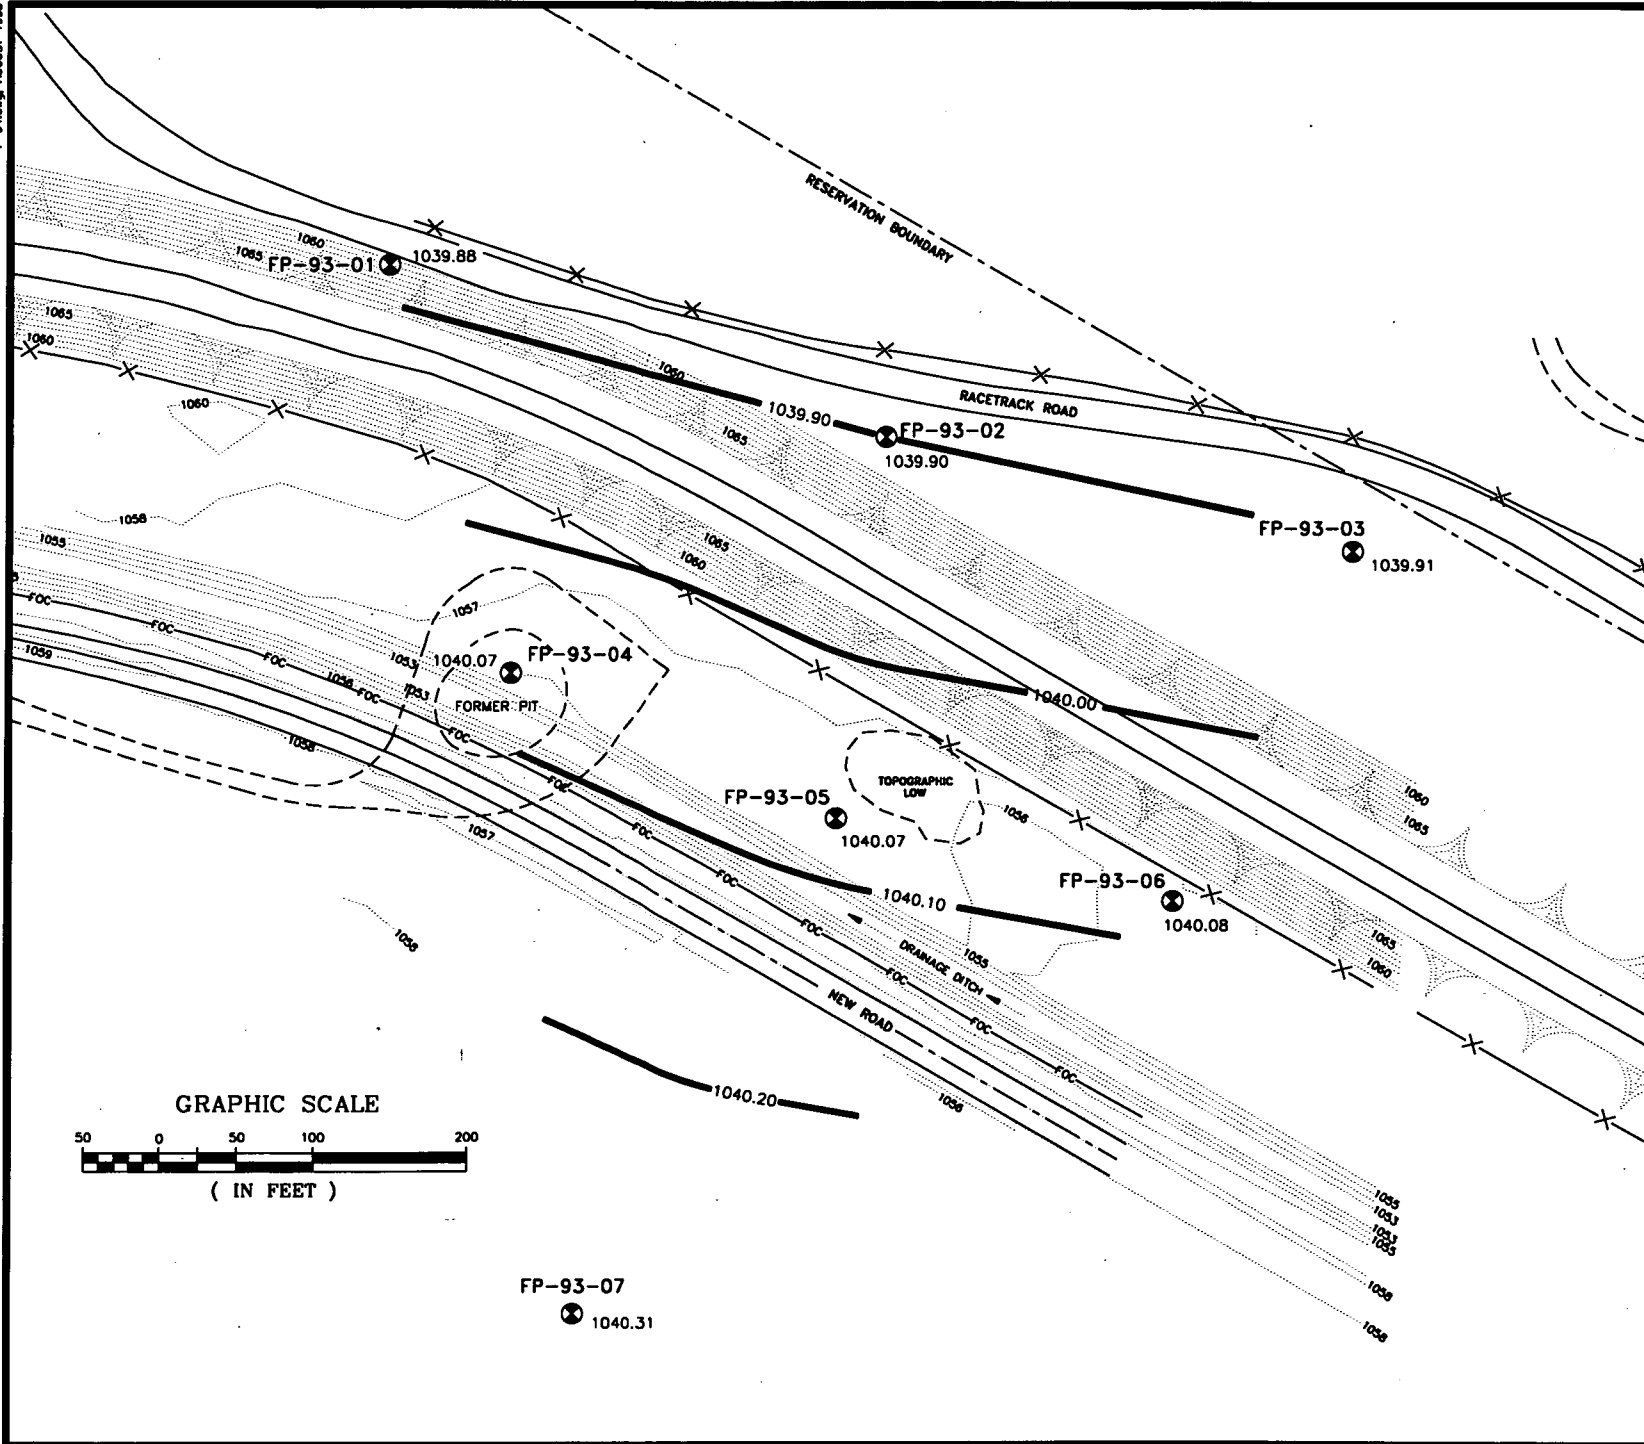 RESERVATION BOUNDARY
1060
1065
FP-93-01
1039.88
1065
1060
1060
1060
1039.90
RACETRACK ROAD
FP-93-02
1039.90
1065
FP-93-03
1039.91
1058
1055
1065
1060
FOC
FOC
FOC
FOC
1059
1057
1053
1056
1053
1040.07
FP-93-04
FORMER PIT
FOC
1058
1040.00
FOC
TOPOGRAPHIC
LOW
FP-93-05
1040.07
1056
1060
1065
1057
FOC
FOC
FP-93-06
1040.08
1040.10
1058
FOC
DRAINAGE DITCH
1055
FOC
1065
1060
NEW ROAD
FOC
FOC
1040.20
1056
GRAPHIC SCALE
50 0 50 100 200
( IN FEET )
1055
1053
1053
1055
1058
1058
FP-93-07
1040.31